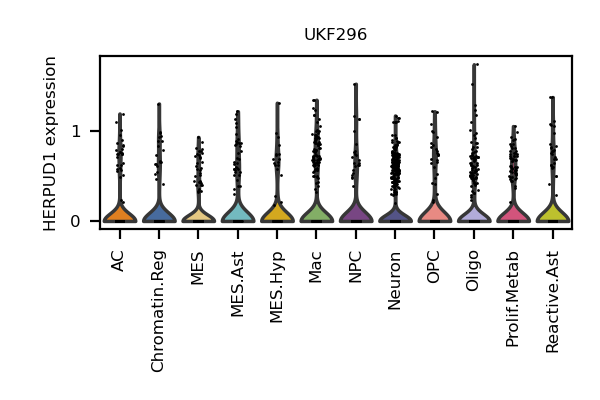 UKF296
HERPUD1 expression
1
0
AC
Chromatin.Reg
MES
MES.Ast
MES.Hyp
Mac
NPC
Neuron
OPC
Oligo
Prolif.Metab
Reactive.Ast